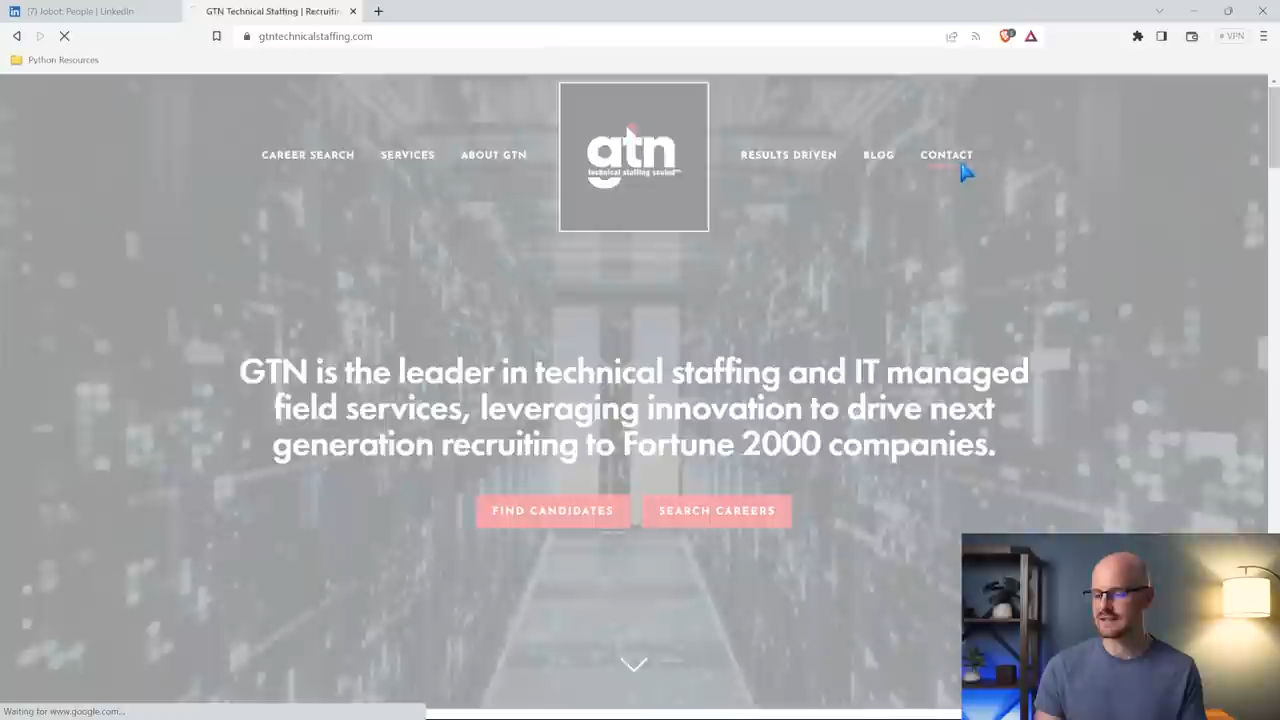 (7) Jobot: People | LinkedIn
GTN Technical Staffing | Recruitin
gtntechnicalstaffing.com
VPN
Python Resources
CAREER SEARCH
SERVICES
ABOUT GTN
gtn
technical staffing
RESULTS DRIVEN
BLOG
CONTACT
GTN is the leader in technical staffing and IT managed
field services, leveraging innovation to drive next
generation recruiting to Fortune 2000 companies.
FIND CANDIDATES
SEARCH CAREERS
Waiting for www.google.com...